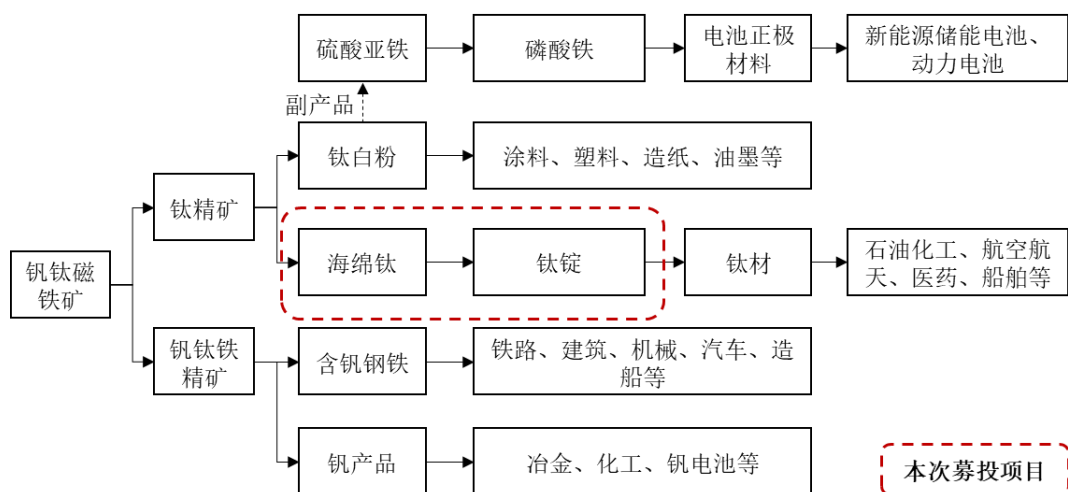 硫酸亚铁
磷酸铁
电池正极
材料
新能源储能电池、
动力电池
副产品
钛白粉
涂料、塑料、造纸、油墨等
钛精矿
海绵钛
钛锭
钛材
石油化工、航空航
天、医药、船舶等
钒钛磁
铁矿
钒钛铁
精矿
含钒钢铁
铁路、建筑、机械、汽车、造
船等
钒产品
冶金、化工、钒电池等
本次募投项目